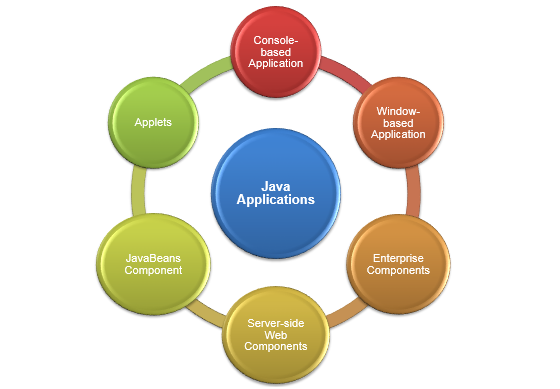 Console-
based
Application
Window-
based
Application
Enterprise
Components
Server-side
Web
Components
JavaBeans
Component
Applets
Java
Applications